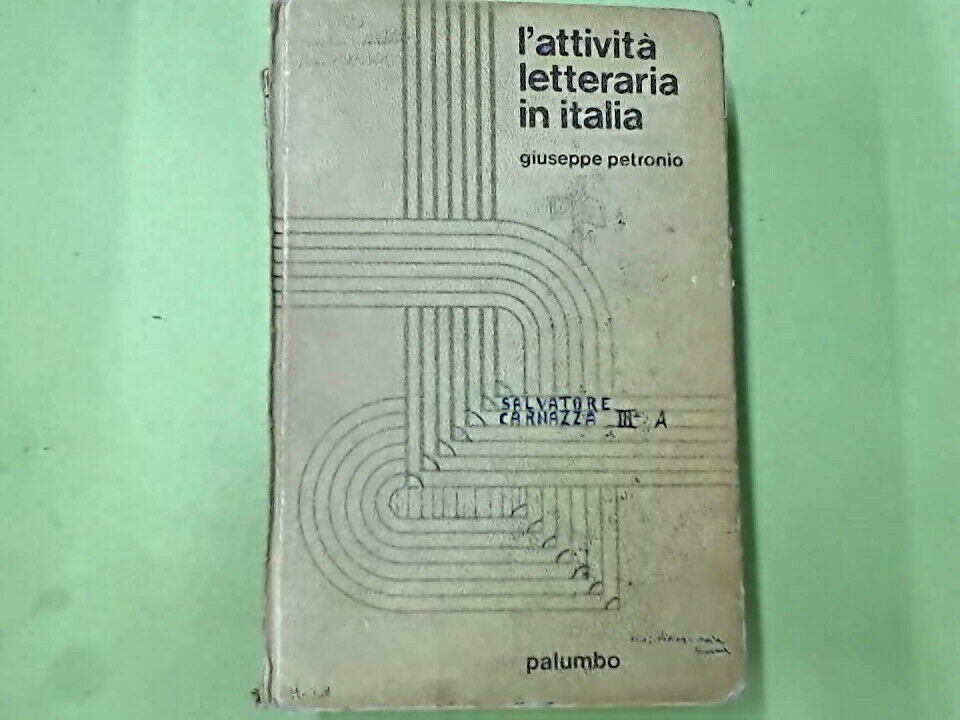 l'attività
letteraria
in italia
giuseppe petronio
SALVATORE
CARNAZZA III A
palumbo